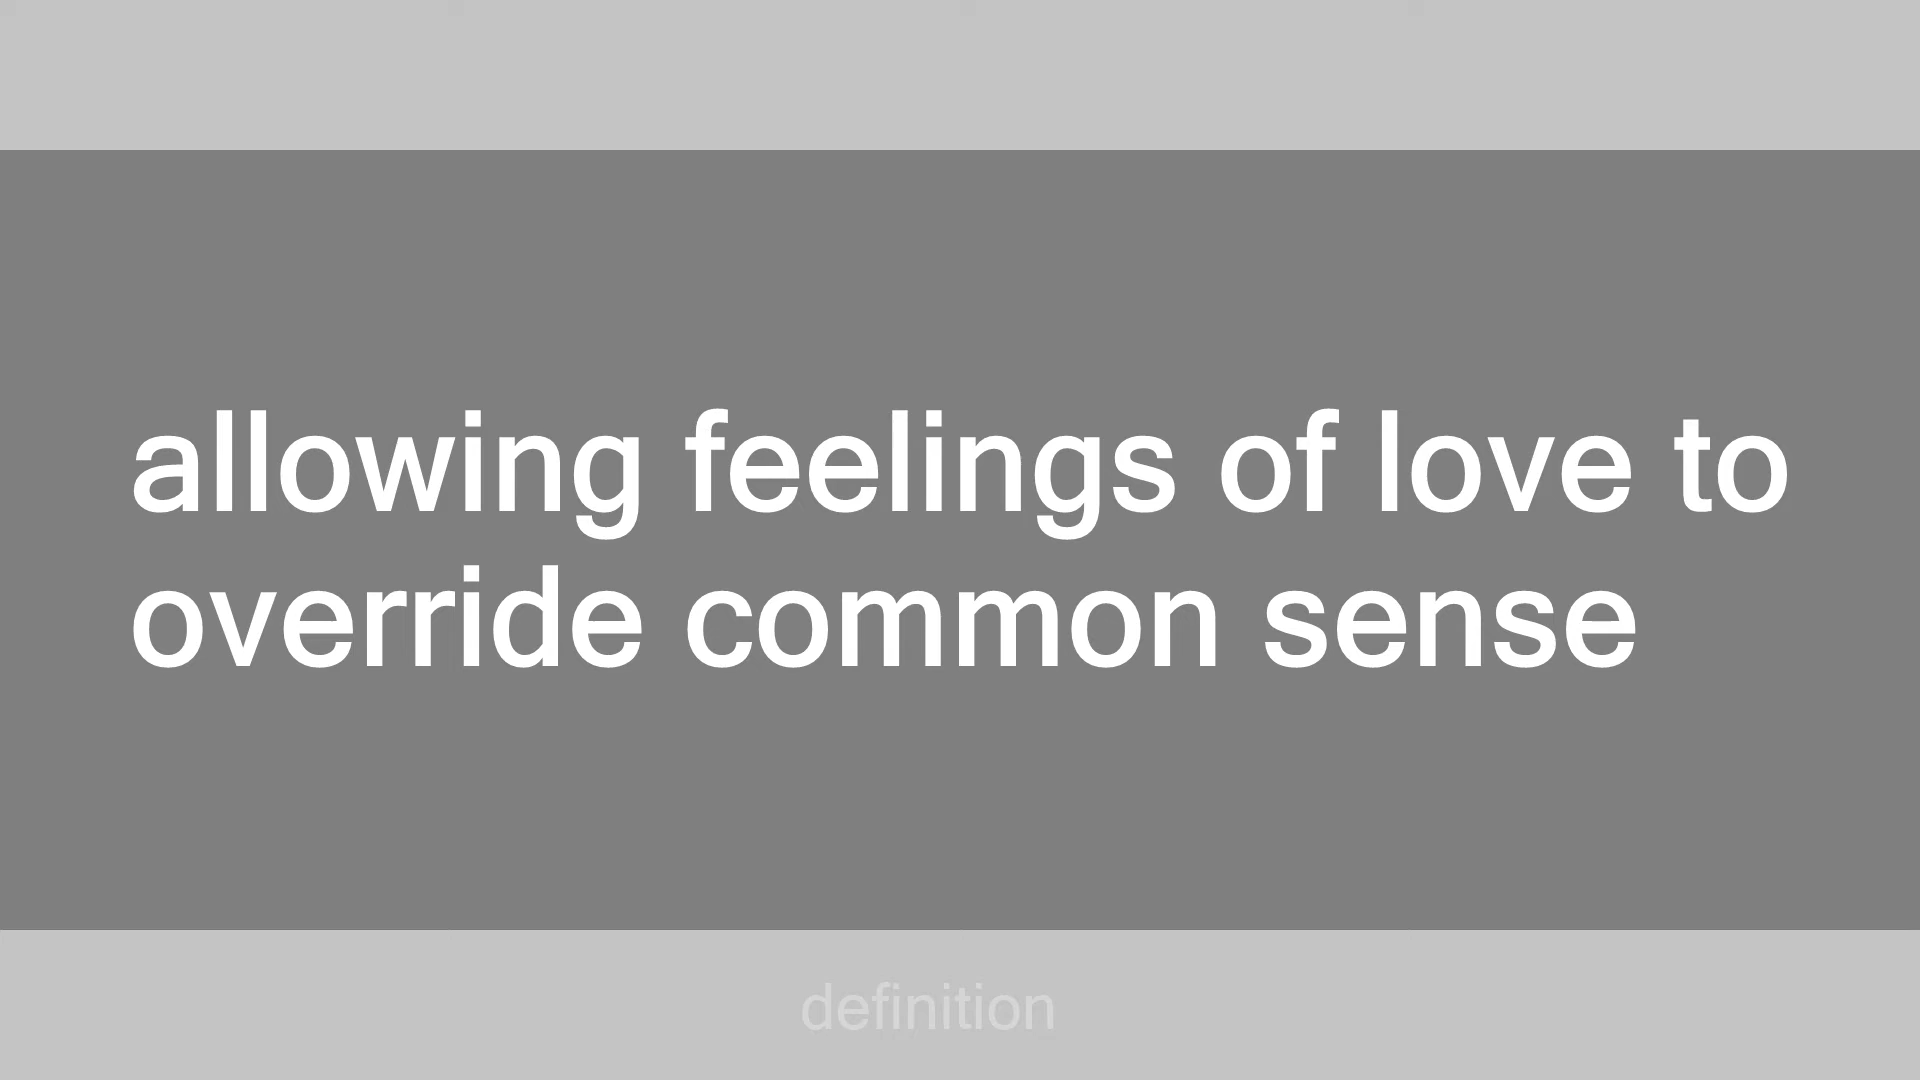 allowing feelings of love to
override common sense
definition